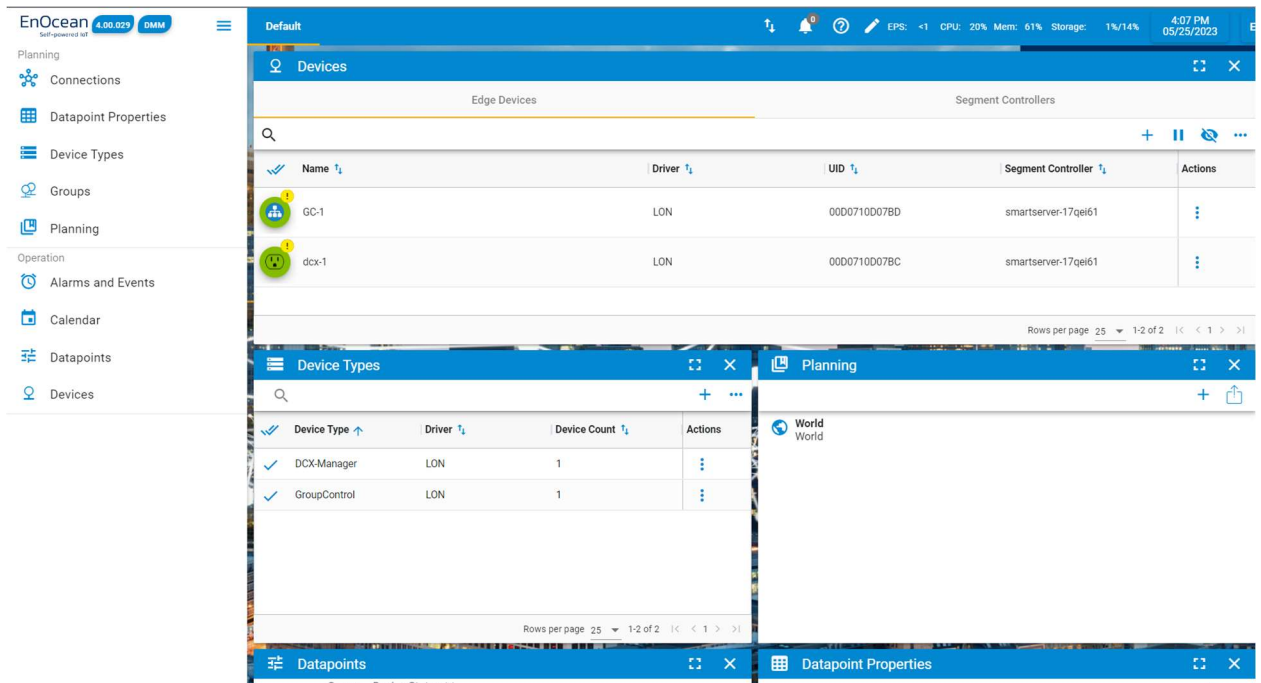 EnOcean 4.00.029 DMM
Self-powered IoT
Default
EPS: <1 CPU: 20% Mem: 61% Storage: 1%/14%
4:07 PM
05/25/2023
0
E
Planning
Connections
Datapoint Properties
Device Types
Groups
Planning
Operation
Alarms and Events
Calendar
Datapoints
Devices
Devices
Edge Devices Segment Controllers
Name Driver UID Segment Controller Actions
! GC-1 LON 00D0710D07BD smartserver-17qei61
! dcx-1 LON 00D0710D07BC smartserver-17qei61
Rows per page 25 1-2 of 2 1
Device Types
Device Type Driver Device Count Actions
DCX-Manager LON 1
GroupControl LON 1
Rows per page 25 1-2 of 2 1
Planning
World
World
Datapoints
Datapoint Properties